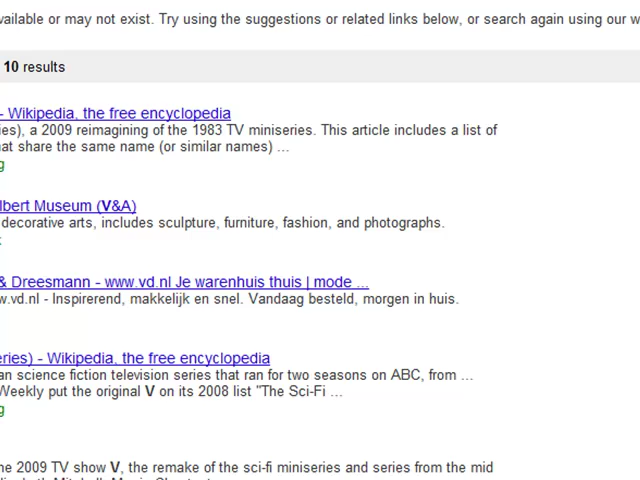 vailable or may not exist. Try using the suggestions or related links below, or search again using our w
10 results
- Wikipedia, the free encyclopedia
ies), a 2009 reimagining of the 1983 TV miniseries. This article includes a list of
hat share the same name (or similar names) ...
g
lbert Museum (V&A)
decorative arts, includes sculpture, furniture, fashion, and photographs.
& Dreesmann - www.vd.nl Je warenhuis thuis | mode ...
w.vd.nl - Inspirerend, makkelijk en snel. Vandaag besteld, morgen in huis.
eries) - Wikipedia, the free encyclopedia
an science fiction television series that ran for two seasons on ABC, from ...
Weekly put the original V on its 2008 list "The Sci-Fi ...
g
he 2009 TV show V, the remake of the sci-fi miniseries and series from the mid